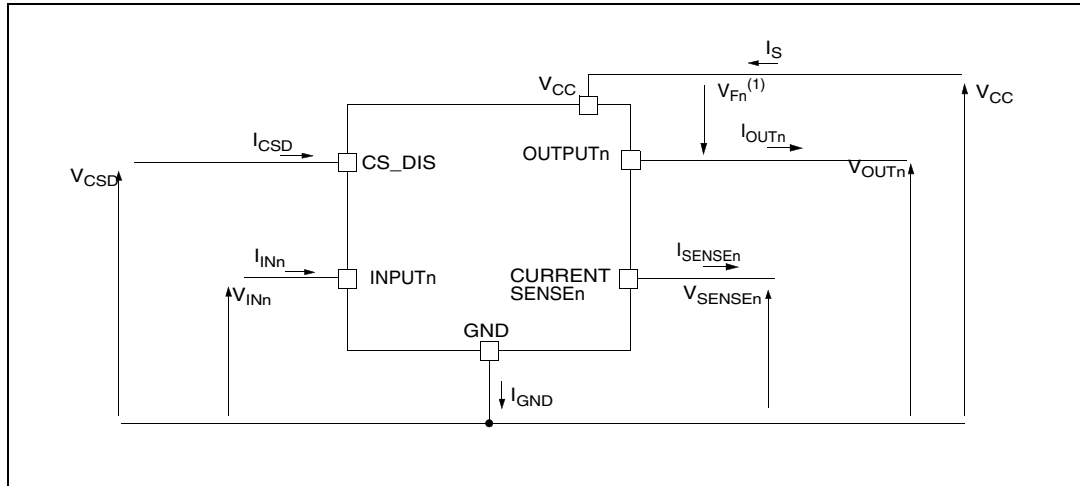 I_S
V_CC
V_Fn^(1)
V_CC
I_CSD
I_OUTn
OUTPUTn
CS_DIS
V_CSD
V_OUTn
I_INn
I_SENSEn
INPUTn
CURRENT
SENSEn
V_INn
V_SENSEn
GND
I_GND